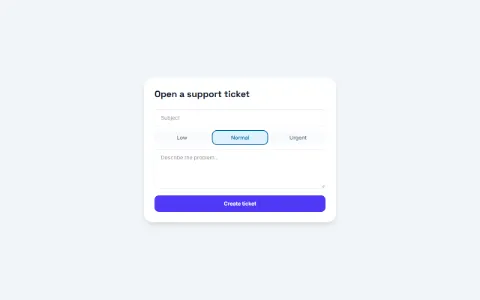 Open a support ticket
Subject
Low
Normal
Urgent
Describe the problem...
Create ticket